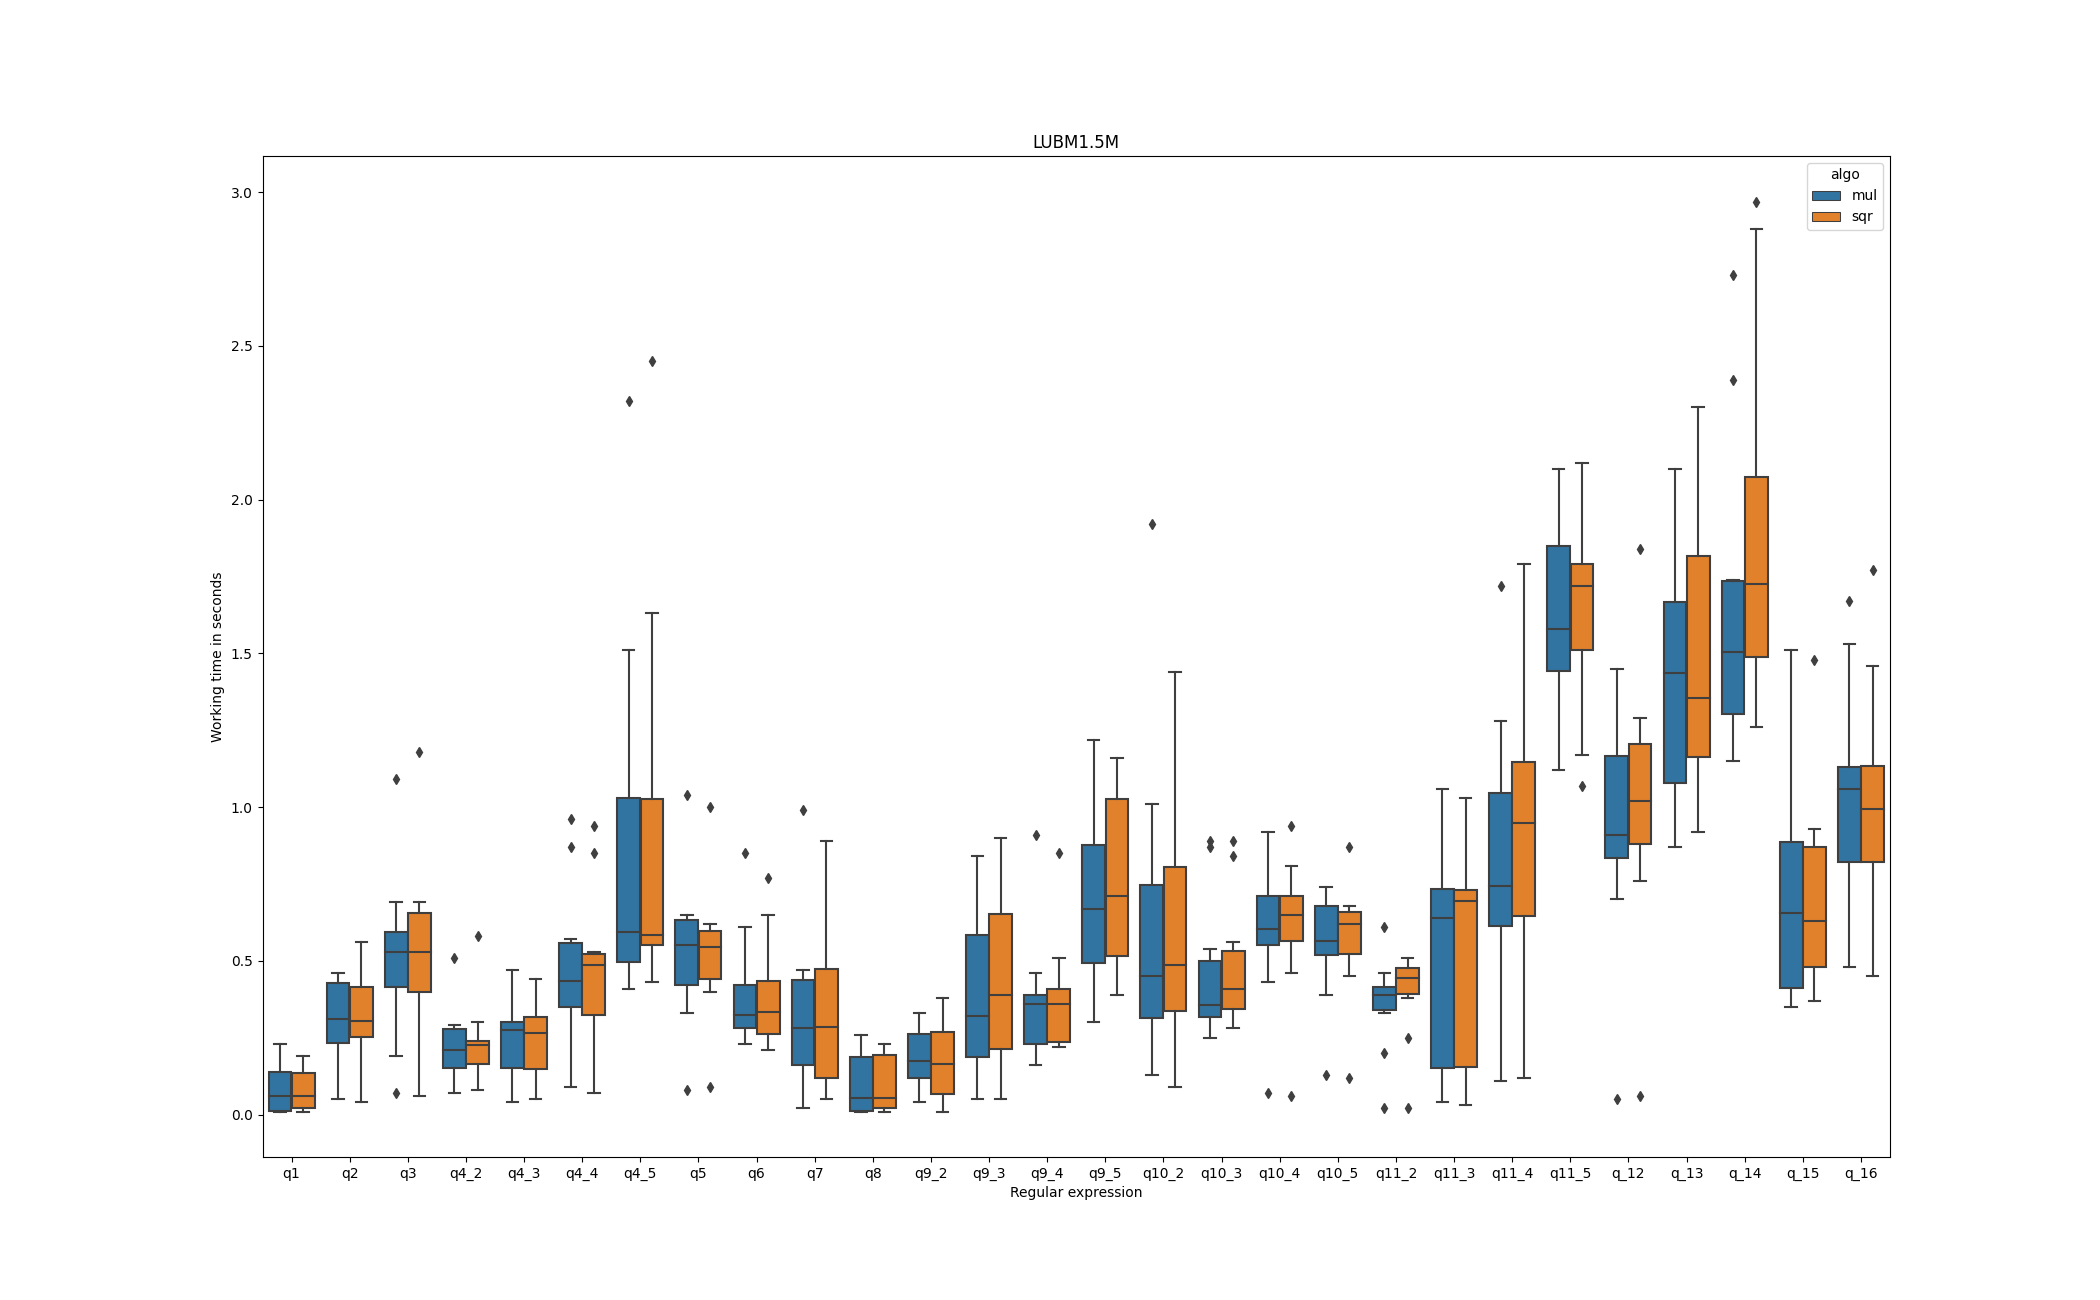 LUBM1.5M
algo
mul
sqr
Working time in seconds
3.0
2.5
2.0
1.5
1.0
0.5
0.0
q1 q2 q3 q4_2 q4_3 q4_4 q4_5 q5 q6 q7 q8 q9_2 q9_3 q9_4 q9_5 q10_2 q10_3 q10_4 q10_5 q11_2 q11_3 q11_4 q11_5 q_12 q_13 q_14 q_15 q_16
Regular expression